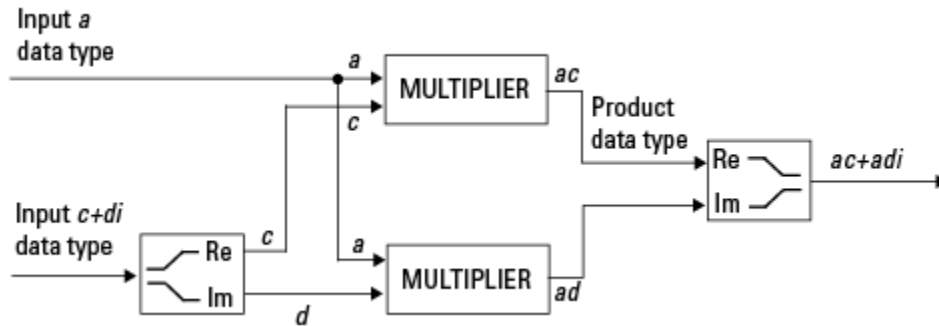 Input a
data type
a
c
MULTIPLIER
ac
Product
data type
Re
Im
ac+adi
Input c+di
data type
Re
Im
c
d
a
MULTIPLIER
ad